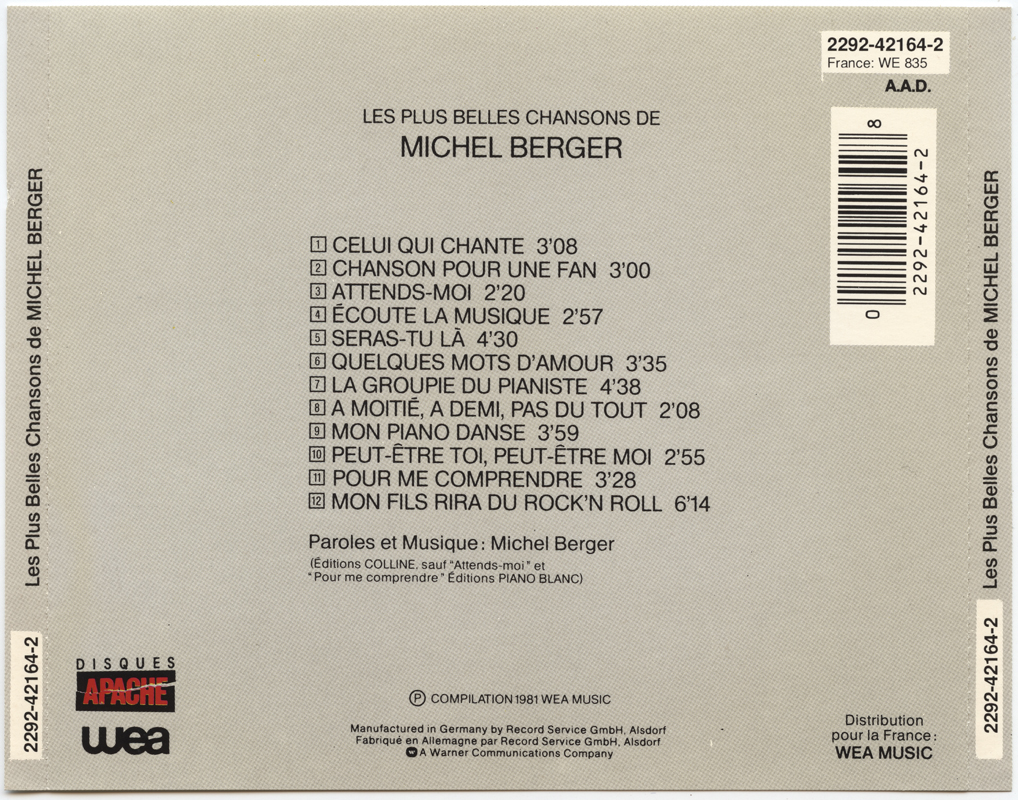 2292-42164-2
France: WE 835
A.A.D.
8
2292-42164-2
0
LES PLUS BELLES CHANSONS DE
MICHEL BERGER
1 CELUI QUI CHANTE 3'08
2 CHANSON POUR UNE FAN 3'00
3 ATTENDS-MOI 2'20
4 ÉCOUTE LA MUSIQUE 2'57
5 SERAS-TU LÀ 4'30
6 QUELQUES MOTS D'AMOUR 3'35
7 LA GROUPIE DU PIANISTE 4'38
8 A MOITIÉ, A DEMI, PAS DU TOUT 2'08
9 MON PIANO DANSE 3'59
10 PEUT-ÊTRE TOI, PEUT-ÊTRE MOI 2'55
11 POUR ME COMPRENDRE 3'28
12 MON FILS RIRA DU ROCK'N ROLL 6'14
Paroles et Musique : Michel Berger
(Éditions COLLINE, sauf "Attends-moi" et
"Pour me comprendre" Éditions PIANO BLANC)
Les Plus Belles Chansons de MICHEL BERGER
2292-42164-2
Les Plus Belles Chansons de MICHEL BERGER
2292-42164-2
DISQUES
APACHE
wea
Ⓟ COMPILATION 1981 WEA MUSIC
Manufactured in Germany by Record Service GmbH, Alsdorf
Fabriqué en Allemagne par Record Service GmbH, Alsdorf
A Warner Communications Company
Distribution
pour la France :
WEA MUSIC